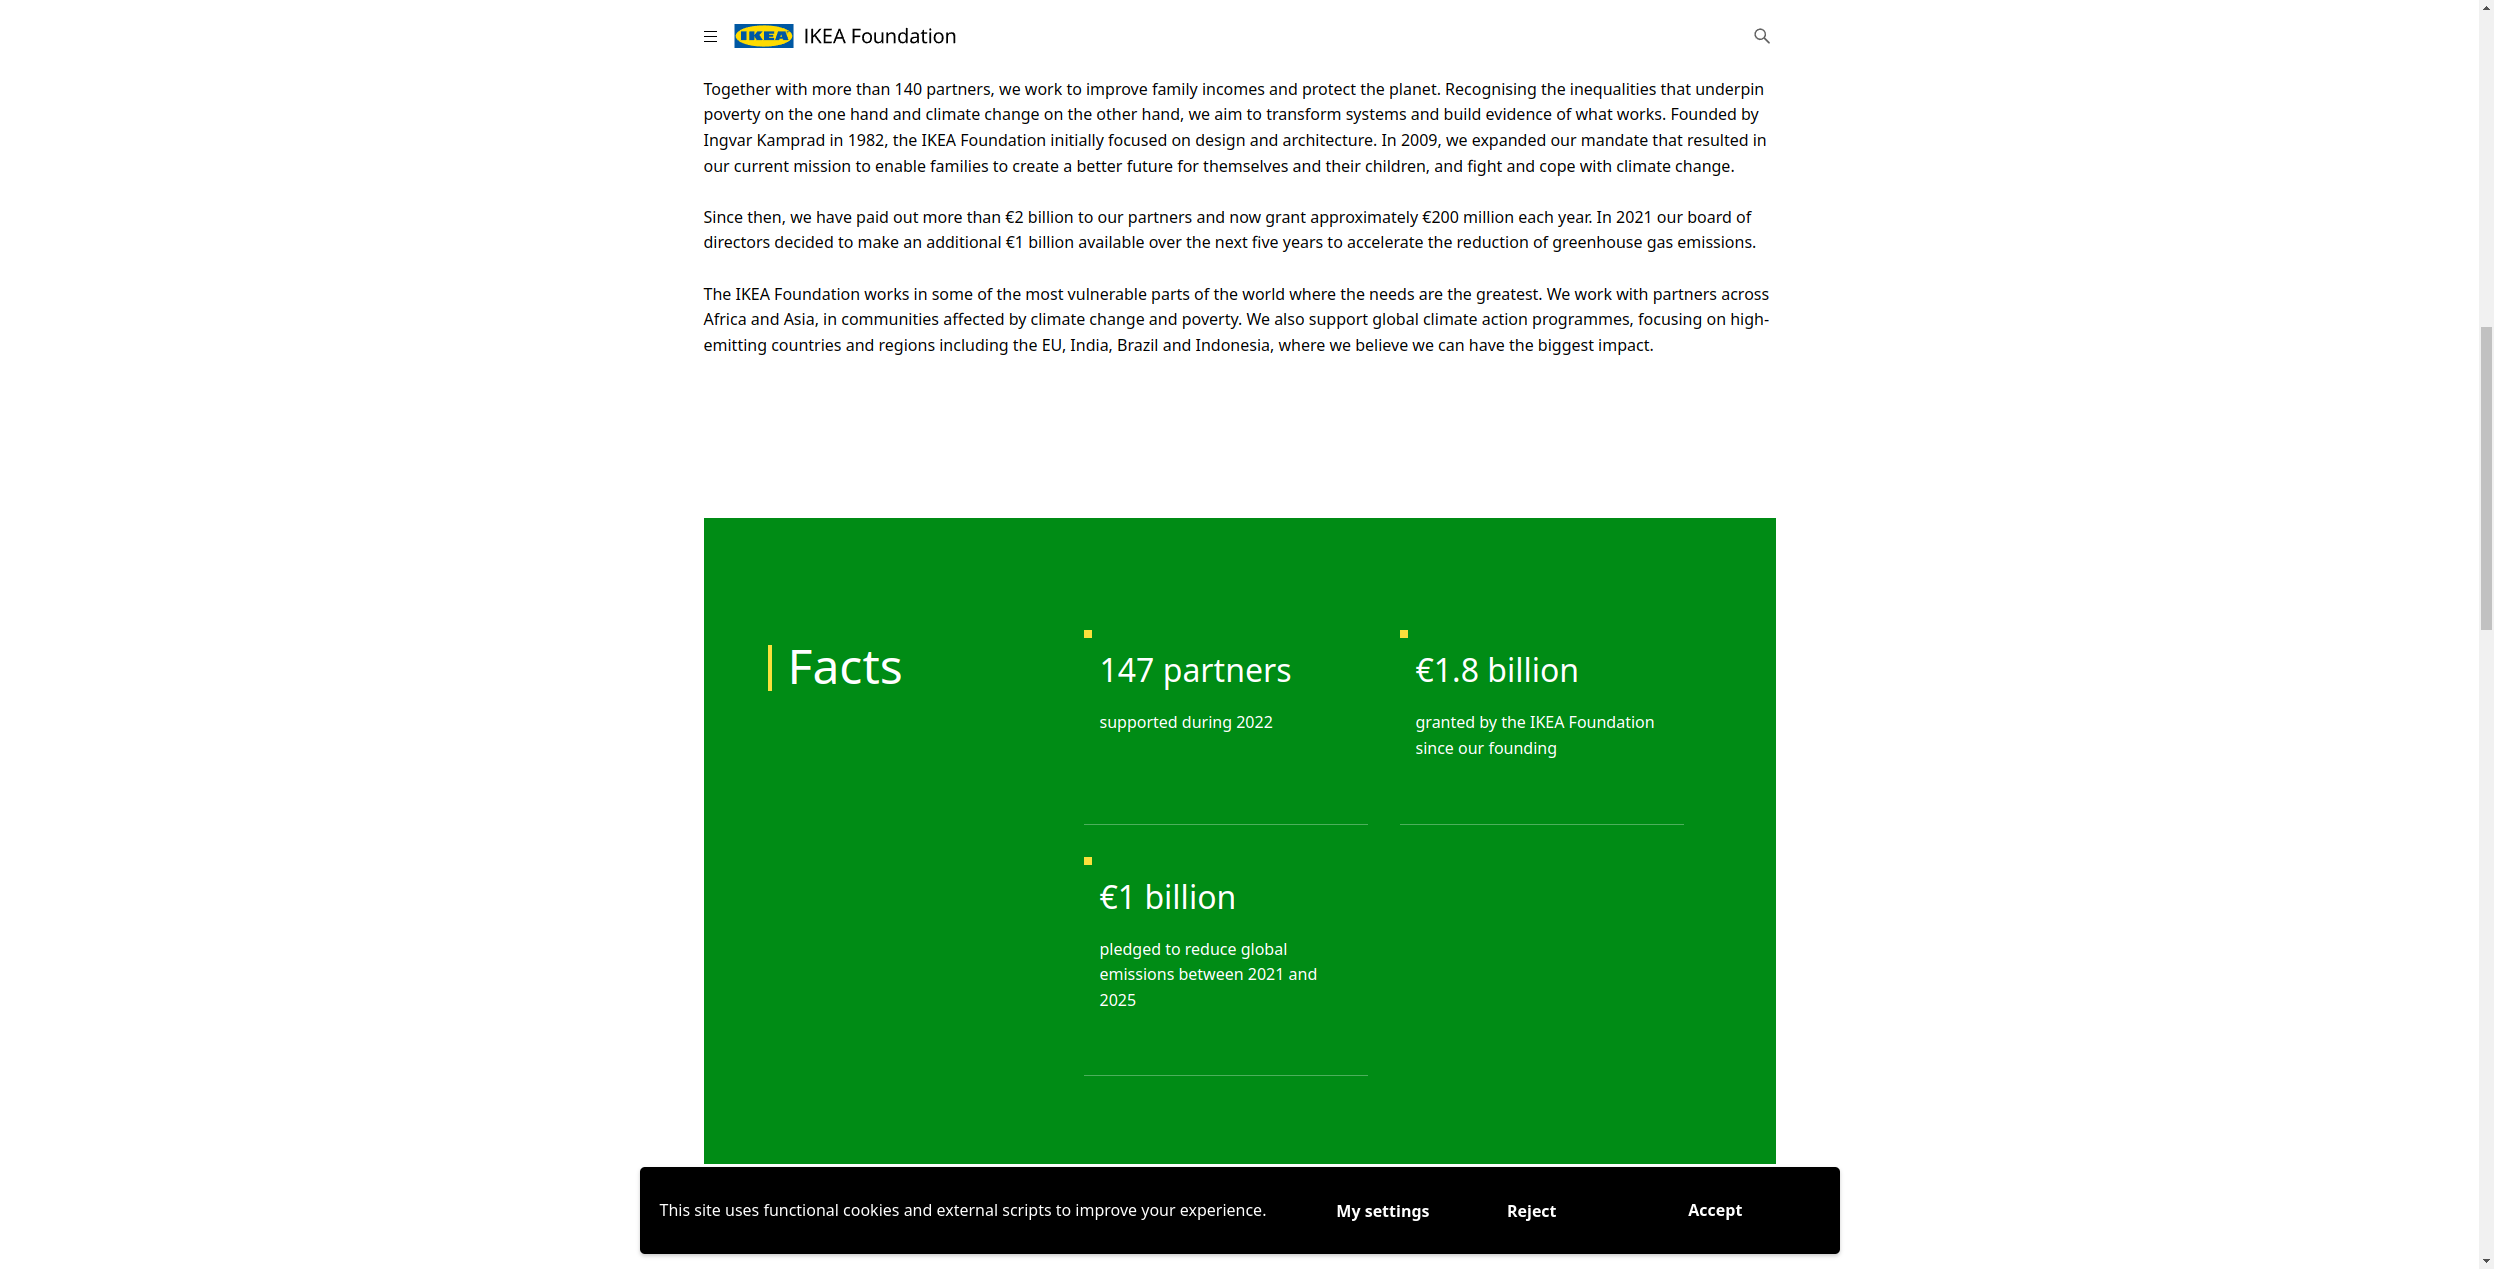 IKEA
IKEA Foundation
Together with more than 140 partners, we work to improve family incomes and protect the planet. Recognising the inequalities that underpin
poverty on the one hand and climate change on the other hand, we aim to transform systems and build evidence of what works. Founded by
Ingvar Kamprad in 1982, the IKEA Foundation initially focused on design and architecture. In 2009, we expanded our mandate that resulted in
our current mission to enable families to create a better future for themselves and their children, and fight and cope with climate change.
Since then, we have paid out more than €2 billion to our partners and now grant approximately €200 million each year. In 2021 our board of
directors decided to make an additional €1 billion available over the next five years to accelerate the reduction of greenhouse gas emissions.
The IKEA Foundation works in some of the most vulnerable parts of the world where the needs are the greatest. We work with partners across
Africa and Asia, in communities affected by climate change and poverty. We also support global climate action programmes, focusing on high-
emitting countries and regions including the EU, India, Brazil and Indonesia, where we believe we can have the biggest impact.
Facts
147 partners
supported during 2022
€1.8 billion
granted by the IKEA Foundation
since our founding
€1 billion
pledged to reduce global
emissions between 2021 and
2025
This site uses functional cookies and external scripts to improve your experience.
My settings
Reject
Accept